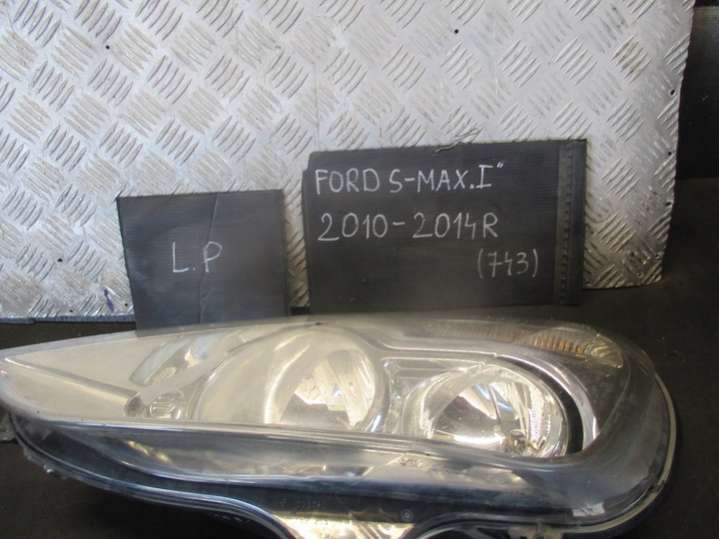 L.P
FORD S-MAX.I"
2010-2014R
(743)